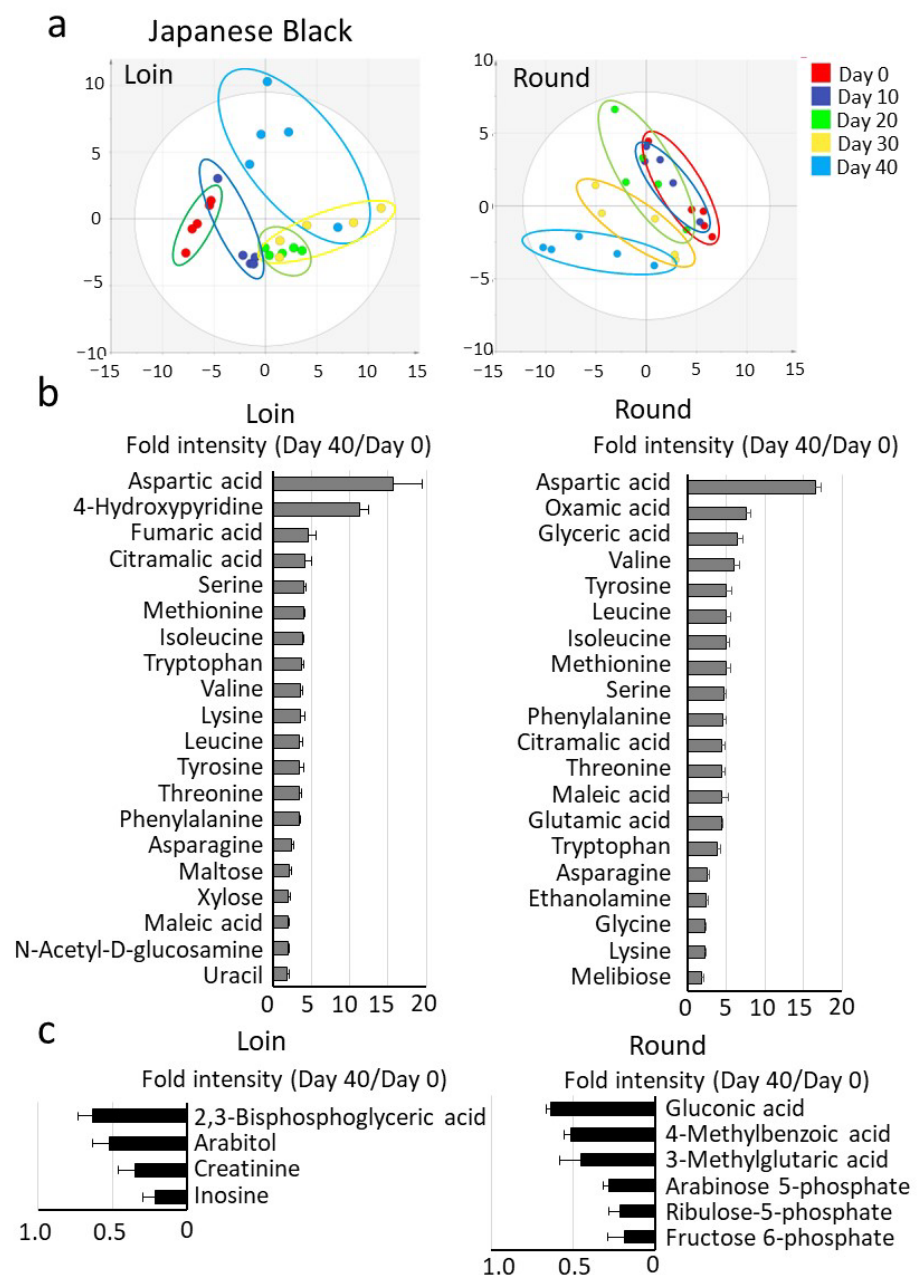 a
Japanese Black
Loin
10
5
0
−5
−10
−15
−10
−5
0
5
10
15
Round
10
5
0
−5
−10
−15
−10
−5
0
5
10
15
Day 0
Day 10
Day 20
Day 30
Day 40
b
Loin
Fold intensity (Day 40/Day 0)
Aspartic acid
4-Hydroxypyridine
Fumaric acid
Citramalic acid
Serine
Methionine
Isoleucine
Tryptophan
Valine
Lysine
Leucine
Tyrosine
Threonine
Phenylalanine
Asparagine
Maltose
Xylose
Maleic acid
N-Acetyl-D-glucosamine
Uracil
0 5 10 15 20
Round
Fold intensity (Day 40/Day 0)
Aspartic acid
Oxamic acid
Glyceric acid
Valine
Tyrosine
Leucine
Isoleucine
Methionine
Serine
Phenylalanine
Citramalic acid
Threonine
Maleic acid
Glutamic acid
Tryptophan
Asparagine
Ethanolamine
Glycine
Lysine
Melibiose
0 5 10 15 20
c
Loin
Fold intensity (Day 40/Day 0)
2,3-Bisphosphoglyceric acid
Arabitol
Creatinine
Inosine
1.0 0.5 0
Round
Fold intensity (Day 40/Day 0)
Gluconic acid
4-Methylbenzoic acid
3-Methylglutaric acid
Arabinose 5-phosphate
Ribulose-5-phosphate
Fructose 6-phosphate
1.0 0.5 0